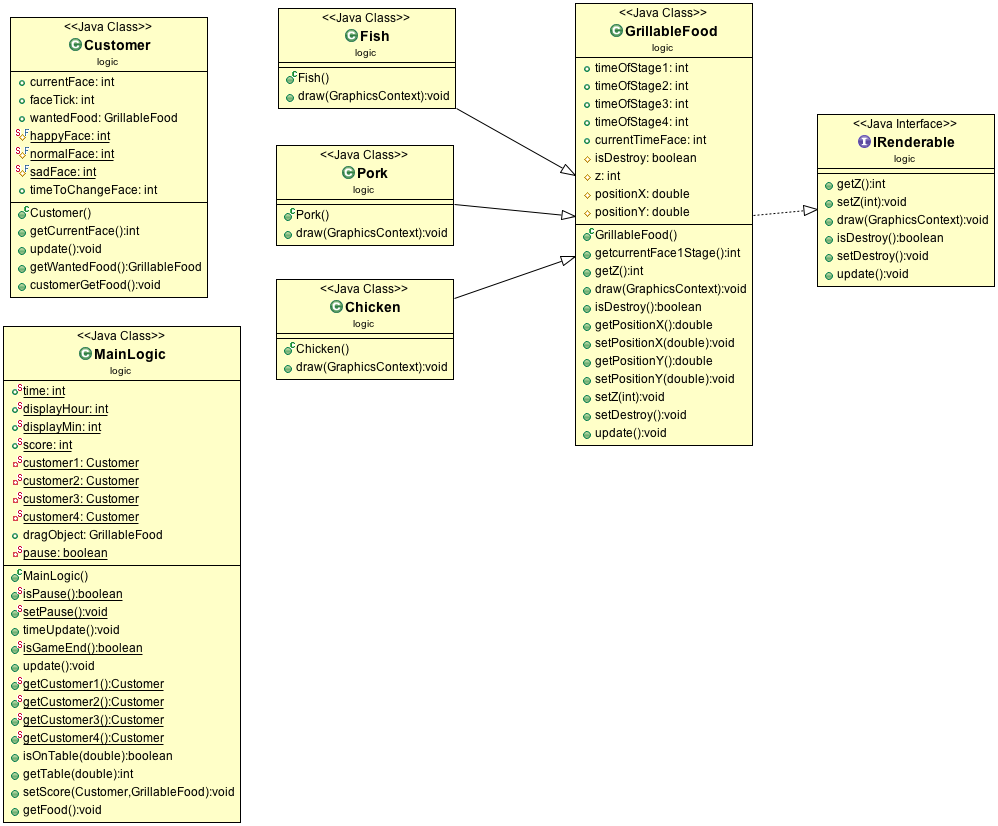 <<Java Class>>
Customer
logic
currentFace: int
faceTick: int
wantedFood: GrillableFood
happyFace: int
normalFace: int
sadFace: int
timeToChangeFace: int
Customer()
getCurrentFace():int
update():void
getWantedFood():GrillableFood
customerGetFood():void
<<Java Class>>
MainLogic
logic
time: int
displayHour: int
displayMin: int
score: int
customer1: Customer
customer2: Customer
customer3: Customer
customer4: Customer
dragObject: GrillableFood
pause: boolean
MainLogic()
isPause():boolean
setPause():void
timeUpdate():void
isGameEnd():boolean
update():void
getCustomer1():Customer
getCustomer2():Customer
getCustomer3():Customer
getCustomer4():Customer
isOnTable(double):boolean
getTable(double):int
setScore(Customer,GrillableFood):void
getFood():void
<<Java Class>>
Fish
logic
Fish()
draw(GraphicsContext):void
<<Java Class>>
Pork
logic
Pork()
draw(GraphicsContext):void
<<Java Class>>
Chicken
logic
Chicken()
draw(GraphicsContext):void
<<Java Class>>
GrillableFood
logic
timeOfStage1: int
timeOfStage2: int
timeOfStage3: int
timeOfStage4: int
currentTimeFace: int
isDestroy: boolean
z: int
positionX: double
positionY: double
GrillableFood()
getcurrentFace1Stage():int
getZ():int
draw(GraphicsContext):void
isDestroy():boolean
getPositionX():double
setPositionX(double):void
getPositionY():double
setPositionY(double):void
setZ(int):void
setDestroy():void
update():void
<<Java Interface>>
IRenderable
logic
getZ():int
setZ(int):void
draw(GraphicsContext):void
isDestroy():boolean
setDestroy():void
update():void